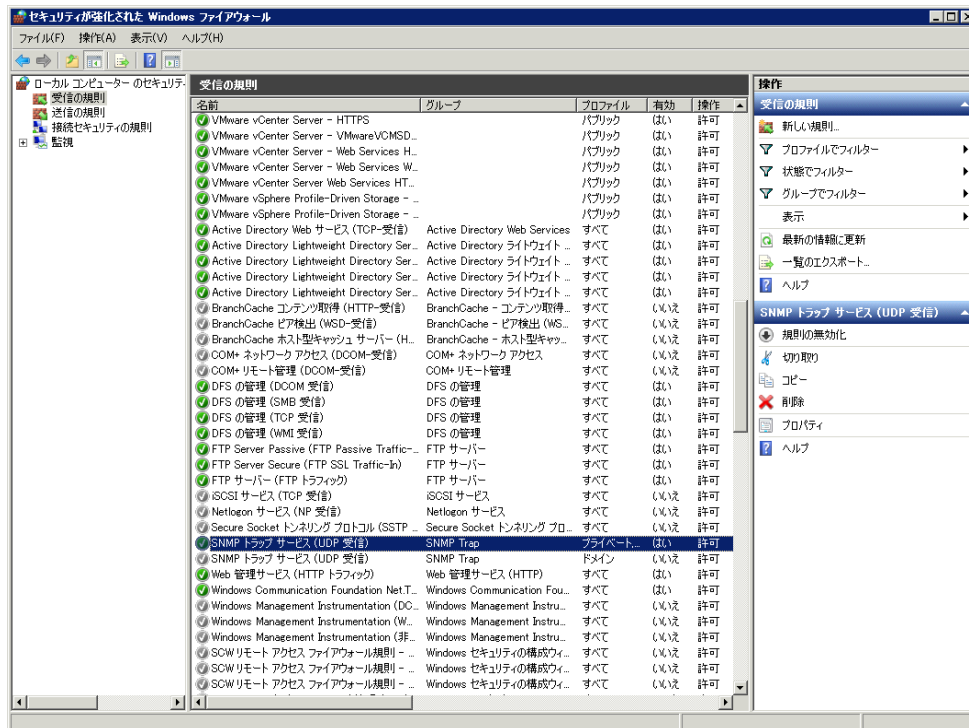 セキュリティが強化された Windows ファイアウォール
ファイル(F) 操作(A) 表示(V) ヘルプ(H)
ローカル コンピューター のセキュリテ
受信の規則
送信の規則
接続セキュリティの規則
監視
受信の規則
名前 グループ プロファイル 有効 操作
VMware vCenter Server - HTTPS パブリック はい 許可
VMware vCenter Server - VMwareVCMSD... パブリック はい 許可
VMware vCenter Server - Web Services H... パブリック はい 許可
VMware vCenter Server - Web Services W... パブリック はい 許可
VMware vCenter Server Web Services HT... パブリック はい 許可
VMware vSphere Profile-Driven Storage - ... パブリック はい 許可
VMware vSphere Profile-Driven Storage - ... パブリック はい 許可
Active Directory Web サービス (TCP-受信) Active Directory Web Services すべて はい 許可
Active Directory Lightweight Directory Ser... Active Directory ライトウェイト ... すべて はい 許可
Active Directory Lightweight Directory Ser... Active Directory ライトウェイト ... すべて はい 許可
Active Directory Lightweight Directory Ser... Active Directory ライトウェイト ... すべて はい 許可
Active Directory Lightweight Directory Ser... Active Directory ライトウェイト ... すべて はい 許可
BranchCache コンテンツ取得 (HTTP-受信) BranchCache - コンテンツ取得... すべて いいえ 許可
BranchCache ピア検出 (WSD-受信) BranchCache - ピア検出 (WS... すべて いいえ 許可
BranchCache ホスト型キャッシュ サーバー (H... BranchCache - ホスト型キャッ... すべて いいえ 許可
COM+ ネットワーク アクセス (DCOM-受信) COM+ ネットワーク アクセス すべて いいえ 許可
COM+ リモート管理 (DCOM-受信) COM+ リモート管理 すべて いいえ 許可
DFS の管理 (DCOM 受信) DFS の管理 すべて はい 許可
DFS の管理 (SMB 受信) DFS の管理 すべて はい 許可
DFS の管理 (TCP 受信) DFS の管理 すべて はい 許可
DFS の管理 (WMI 受信) DFS の管理 すべて はい 許可
FTP Server Passive (FTP Passive Traffic-... FTP サーバー すべて はい 許可
FTP Server Secure (FTP SSL Traffic-In) FTP サーバー すべて はい 許可
FTP サーバー (FTP トラフィック) FTP サーバー すべて はい 許可
iSCSI サービス (TCP 受信) iSCSI サービス すべて いいえ 許可
Netlogon サービス (NP 受信) Netlogon サービス すべて いいえ 許可
Secure Socket トンネリング プロトコル (SSTP ... Secure Socket トンネリング プロ... すべて いいえ 許可
SNMP トラップ サービス (UDP 受信) SNMP Trap プライベート,... はい 許可
SNMP トラップ サービス (UDP 受信) SNMP Trap ドメイン いいえ 許可
Web 管理サービス (HTTP トラフィック) Web 管理サービス (HTTP) すべて はい 許可
Windows Communication Foundation Net.T... Windows Communication Fou... すべて はい 許可
Windows Management Instrumentation (DC... Windows Management Instru... すべて いいえ 許可
Windows Management Instrumentation (W... Windows Management Instru... すべて いいえ 許可
Windows Management Instrumentation (非... Windows Management Instru... すべて いいえ 許可
SCW リモート アクセス ファイアウォール規則 - ... Windows セキュリティの構成ウィ... すべて いいえ 許可
SCW リモート アクセス ファイアウォール規則 - ... Windows セキュリティの構成ウィ... すべて いいえ 許可
SCW リモート アクセス ファイアウォール規則 - ... Windows セキュリティの構成ウィ... すべて いいえ 許可
操作
受信の規則
新しい規則...
プロファイルでフィルター
状態でフィルター
グループでフィルター
表示
最新の情報に更新
一覧のエクスポート...
ヘルプ
SNMP トラップ サービス (UDP 受信)
規則の無効化
切り取り
コピー
削除
プロパティ
ヘルプ